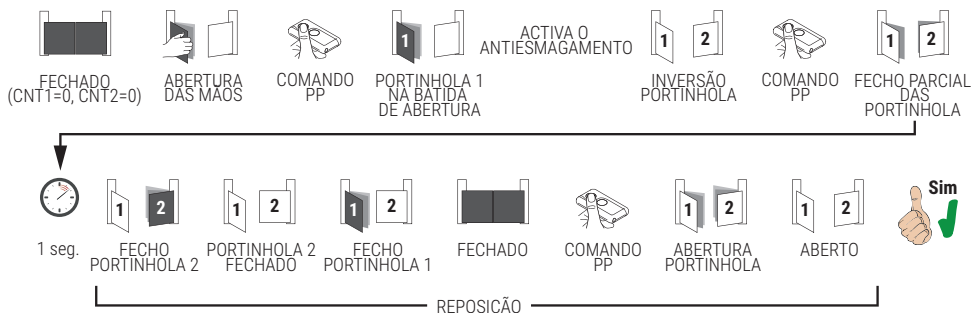 FECHADO
(CNT1=0, CNT2=0)
ABERTURA
DAS MÃOS
COMANDO
PP
1
PORTINHOLA 1
NA BATIDA
DE ABERTURA
ACTIVA O
ANTIESMAGAMENTO
1 2
INVERSÃO
PORTINHOLA
COMANDO
PP
1 2
FECHO PARCIAL
DAS
PORTINHOLA
1 seg.
1 2
FECHO
PORTINHOLA 2
1 2
PORTINHOLA 2
FECHADO
1 2
FECHO
PORTINHOLA 1
FECHADO
COMANDO
PP
1 2
ABERTURA
PORTINHOLA
1 2
ABERTO
Sim
REPOSIÇÃO